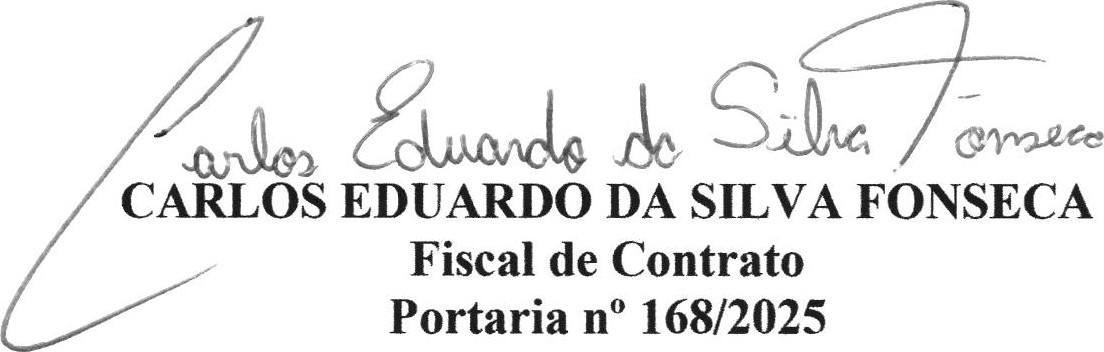 Carlos Eduardo da Silva Fonseca
CARLOS EDUARDO DA SILVA FONSECA
Fiscal de Contrato
Portaria nº 168/2025